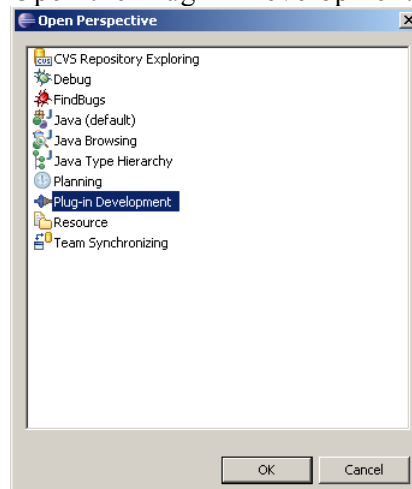 Open Perspective
CVS Repository Exploring
Debug
FindBugs
Java (default)
Java Browsing
Java Type Hierarchy
Planning
Plug-in Development
Resource
Team Synchronizing
OK Cancel